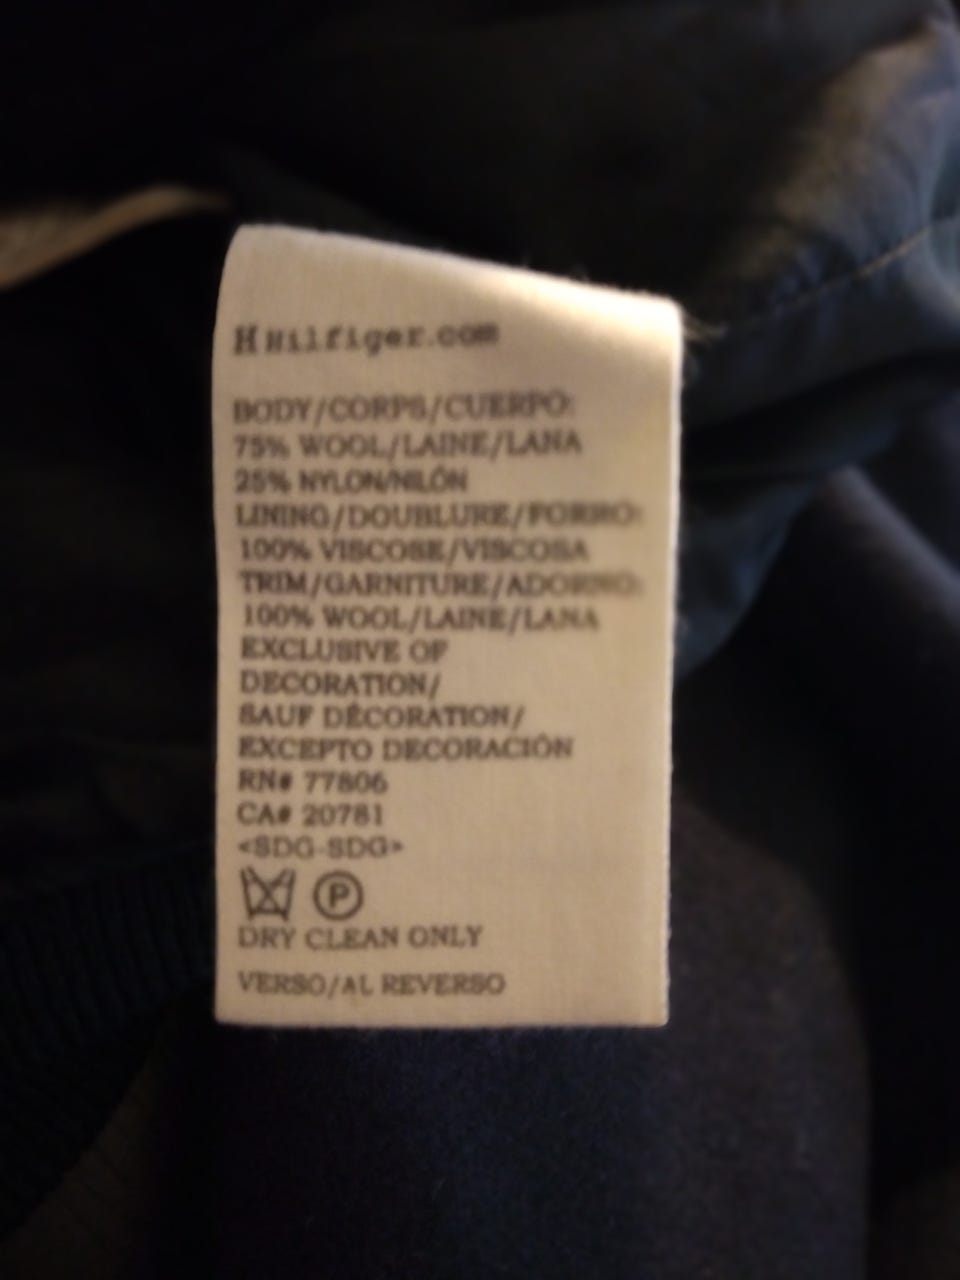 H Hilfiger.com
BODY/CORPS/CUERPO:
75% WOOL/LAINE/LANA
25% NYLON/NILÓN
LINING/DOUBLURE/FORRO:
100% VISCOSE/VISCOSA
TRIM/GARNITURE/ADORNO:
100% WOOL/LAINE/LANA
EXCLUSIVE OF
DECORATION/
SAUF DÉCORATION/
EXCEPTO DECORACIÓN
RN# 77806
CA# 20781
<SDG-SDG>
P
DRY CLEAN ONLY
VERSO/AL REVERSO